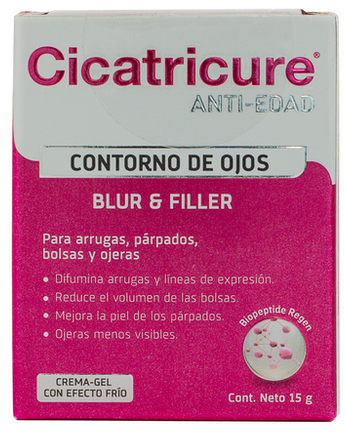 Cicatricure®
ANTI-EDAD
CONTORNO DE OJOS
BLUR & FILLER
Para arrugas, párpados,
bolsas y ojeras
• Difumina arrugas y líneas de expresión.
• Reduce el volumen de las bolsas.
• Mejora la piel de los párpados.
• Ojeras menos visibles.
Biopeptide Regen
CREMA-GEL
CON EFECTO FRÍO
Cont. Neto 15 g